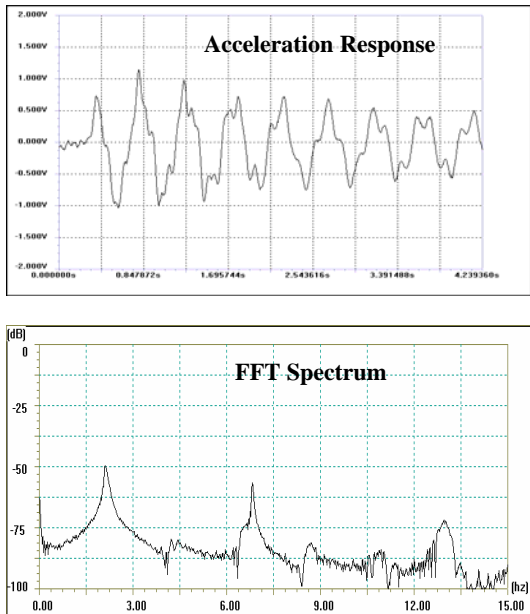 2.000V
Acceleration Response
1.500V
1.000V
0.500V
0.000V
-0.500V
-1.000V
-1.500V
-2.000V
0.000000s 0.847872s 1.695744s 2.543616s 3.391488s 4.239360s
(dB)
0
FFT Spectrum
-25
-50
-75
-100
0.00 3.00 6.00 9.00 12.00 15.00
(hz)